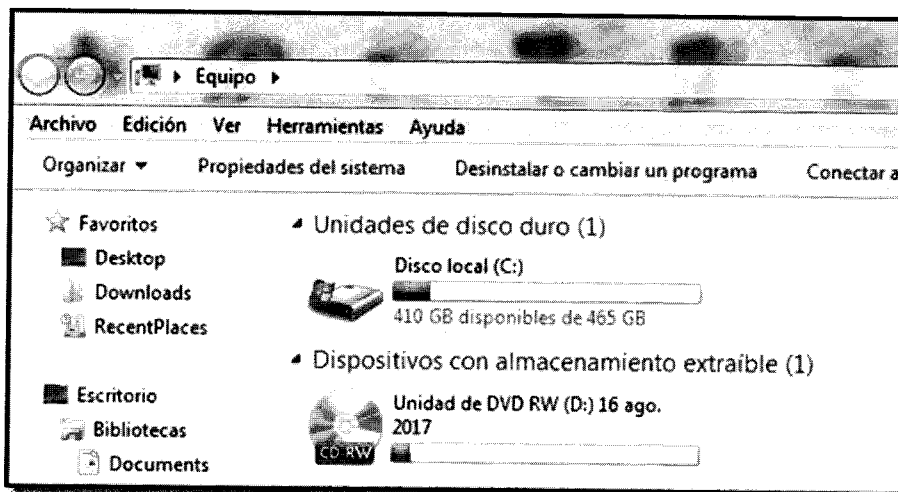 Equipo
Archivo Edición Ver Herramientas Ayuda
Organizar Propiedades del sistema Desinstalar o cambiar un programa Conectar a
Favoritos
Desktop
Downloads
RecentPlaces
Escritorio
Bibliotecas
Documents
Unidades de disco duro (1)
Disco local (C:)
410 GB disponibles de 465 GB
Dispositivos con almacenamiento extraíble (1)
Unidad de DVD RW (D:) 16 ago.
2017
CD-RW